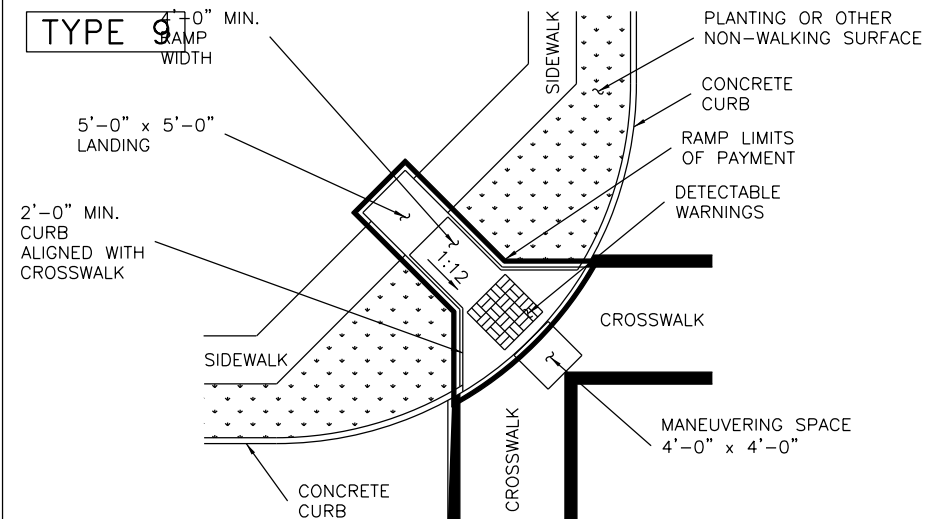 TYPE 9
4'-0" MIN.
RAMP
WIDTH
SIDEWALK
PLANTING OR OTHER
NON-WALKING SURFACE
CONCRETE
CURB
5'-0" x 5'-0"
LANDING
RAMP LIMITS
OF PAYMENT
DETECTABLE
WARNINGS
2'-0" MIN.
CURB
ALIGNED WITH
CROSSWALK
1:12
CROSSWALK
SIDEWALK
MANEUVERING SPACE
4'-0" x 4'-0"
CROSSWALK
CONCRETE
CURB